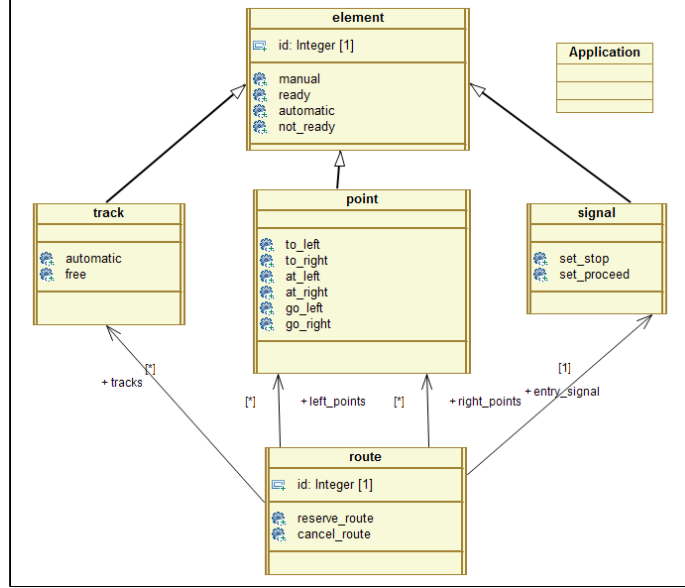 element
id: Integer [1]
manual
ready
automatic
not_ready
Application
track
automatic
free
point
to_left
to_right
at_left
at_right
go_left
go_right
signal
set_stop
set_proceed
[*]
+ tracks
[*]
+ left_points
[*]
+ right_points
[1]
+ entry_signal
route
id: Integer [1]
reserve_route
cancel_route